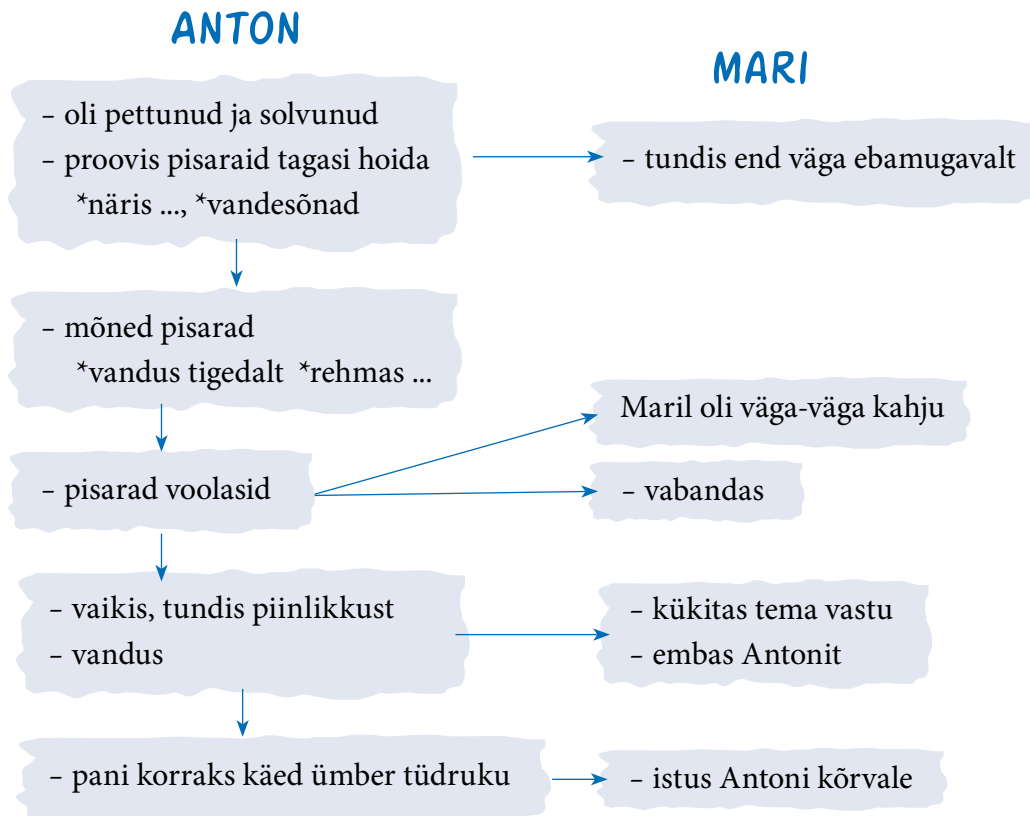 ANTON
MARI
– oli pettunud ja solvunud
– proovis pisaraid tagasi hoida
*näris ..., *vandesõnad
– tundis end väga ebamugavalt
– mõned pisarad
*vandus tigedalt *rehmas ...
Maril oli väga-väga kahju
– pisarad voolasid
– vabandas
– vaikis, tundis piinlikkust
– vandus
– kükitas tema vastu
– embas Antonit
– pani korraks käed ümber tüdruku
– istus Antoni kõrvale